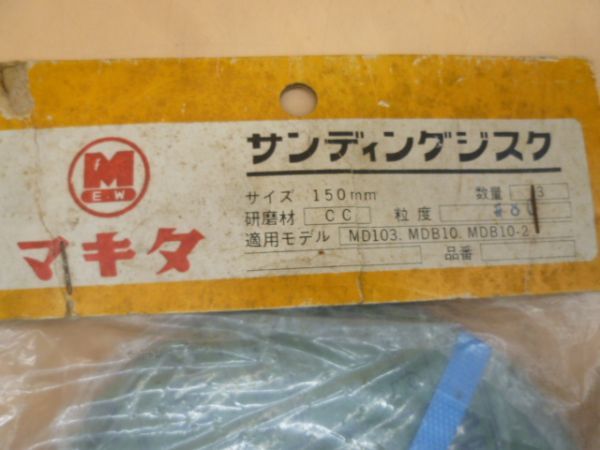 M
E.W
マキタ
サンディングジスク
サイズ 150mm 数量 3
研磨材 CC 粒度
適用モデル MD103. MDB10. MDB10-2
品番